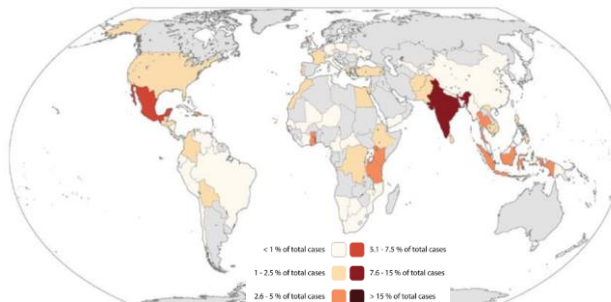 < 1 % of total cases 5.1 - 7.5 % of total cases
1 - 2.5 % of total cases 7.6 - 15 % of total cases
2.6 - 5 % of total cases > 15 % of total cases